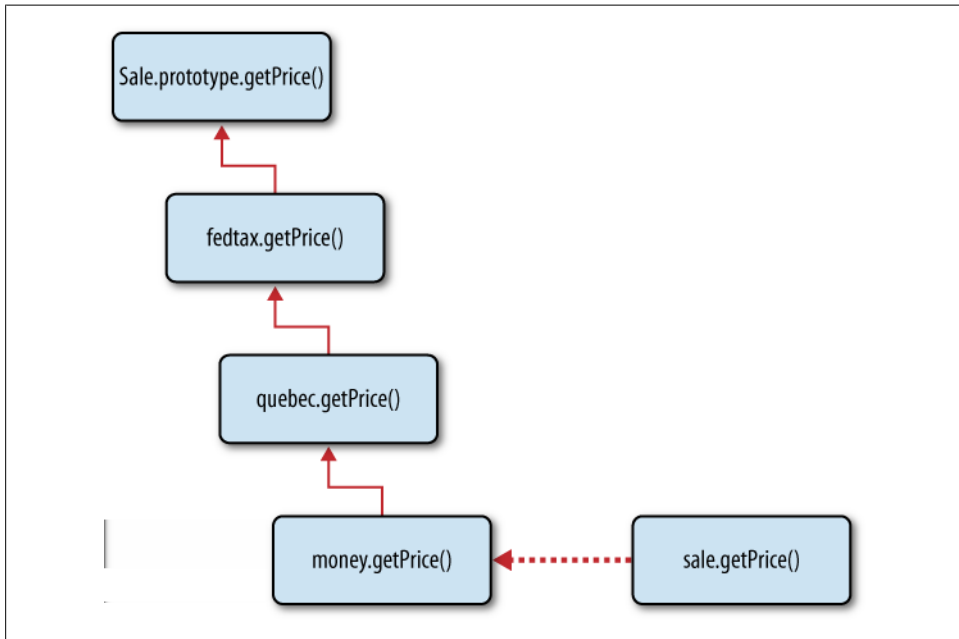 Sale.prototype.getPrice()
fedtax.getPrice()
quebec.getPrice()
money.getPrice()
sale.getPrice()